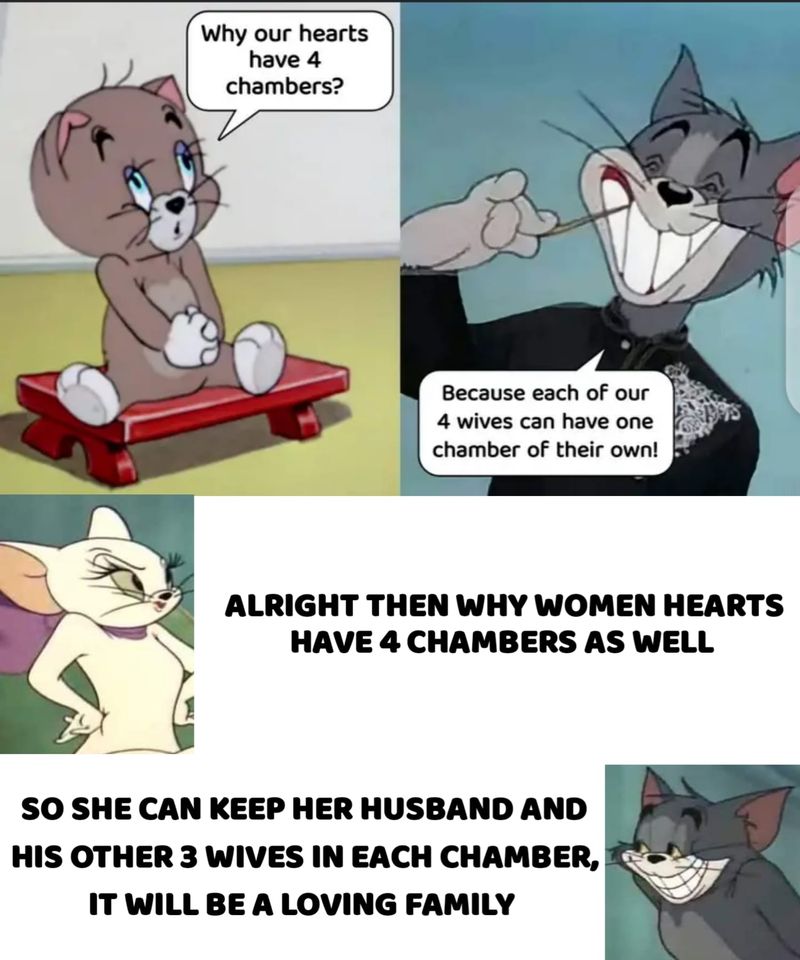 Why our hearts
have 4
chambers?
Because each of our
4 wives can have one
chamber of their own!
ALRIGHT THEN WHY WOMEN HEARTS
HAVE 4 CHAMBERS AS WELL
SO SHE CAN KEEP HER HUSBAND AND
HIS OTHER 3 WIVES IN EACH CHAMBER,
IT WILL BE A LOVING FAMILY